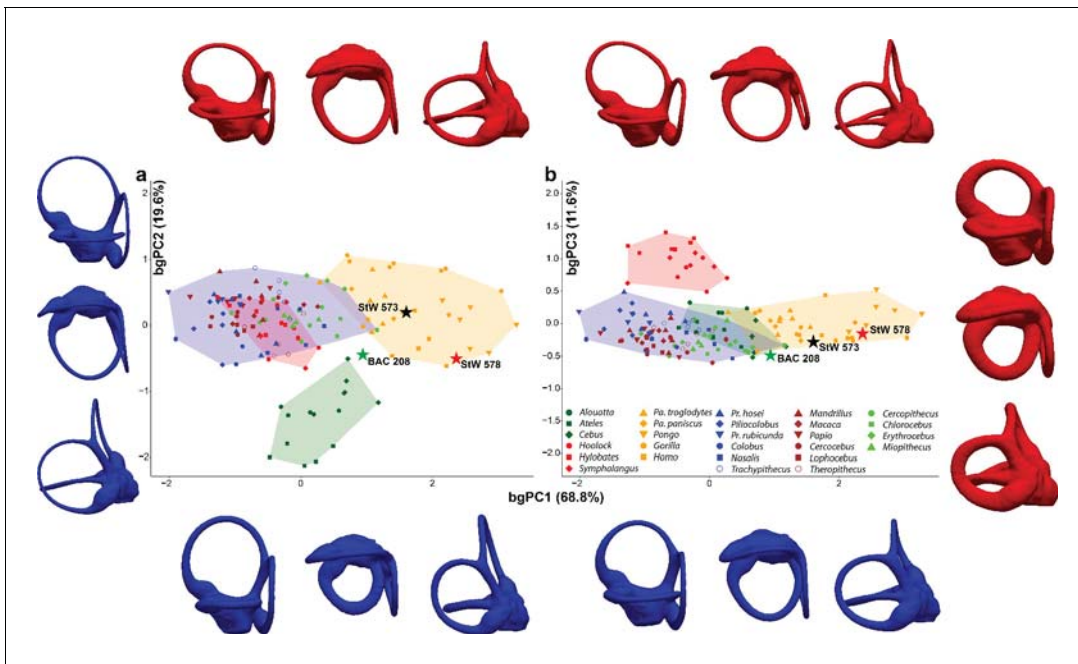 a
bgPC2 (19.6%)
2
1
0
−1
−2
StW 573
StW 578
BAC 208
−2
0
2
b
bgPC3 (11.6%)
2.0
1.5
1.0
0.5
0.0
-0.5
-1.0
-1.5
-2.0
StW 578
StW 573
BAC 208
Alouatta
Ateles
Cebus
Hoolock
Hylobates
Symphalangus
Pa. troglodytes
Pa. paniscus
Pongo
Gorilla
Homo
Pr. hosei
Piliocolobus
Pr. rubicunda
Colobus
Nasalis
Trachypithecus
Mandrillus
Macaca
Papio
Cercocebus
Lophocebus
Theropithecus
Cercopithecus
Chlorocebus
Erythrocebus
Miopithecus
−2
0
2
bgPC1 (68.8%)